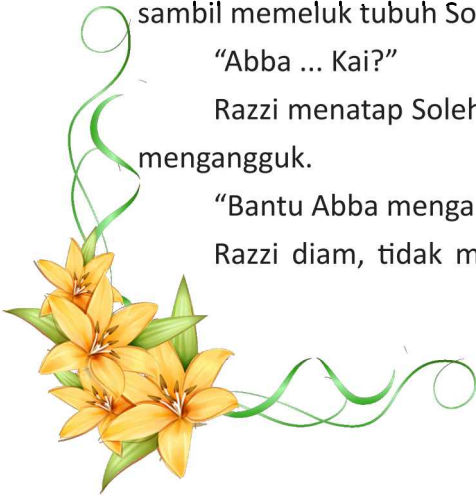 sambil memeluk tubuh So
“Abba ... Kai?”
Razzi menatap Soleh
mengangguk.
“Bantu Abba menga
Razzi diam, tidak m